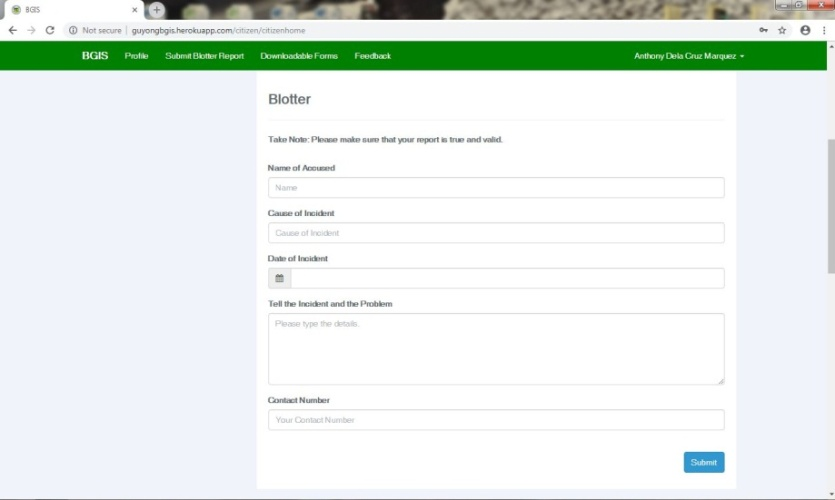 BGIS
Not secure | guyongbgis.herokuapp.com/citizen/citizenhome
BGIS Profile Submit Blotter Report Downloadable Forms Feedback Anthony Dela Cruz Marquez
Blotter
Take Note: Please make sure that your report is true and valid.
Name of Accused
Name
Cause of Incident
Cause of Incident
Date of Incident
Tell the Incident and the Problem
Please type the details.
Contact Number
Your Contact Number
Submit